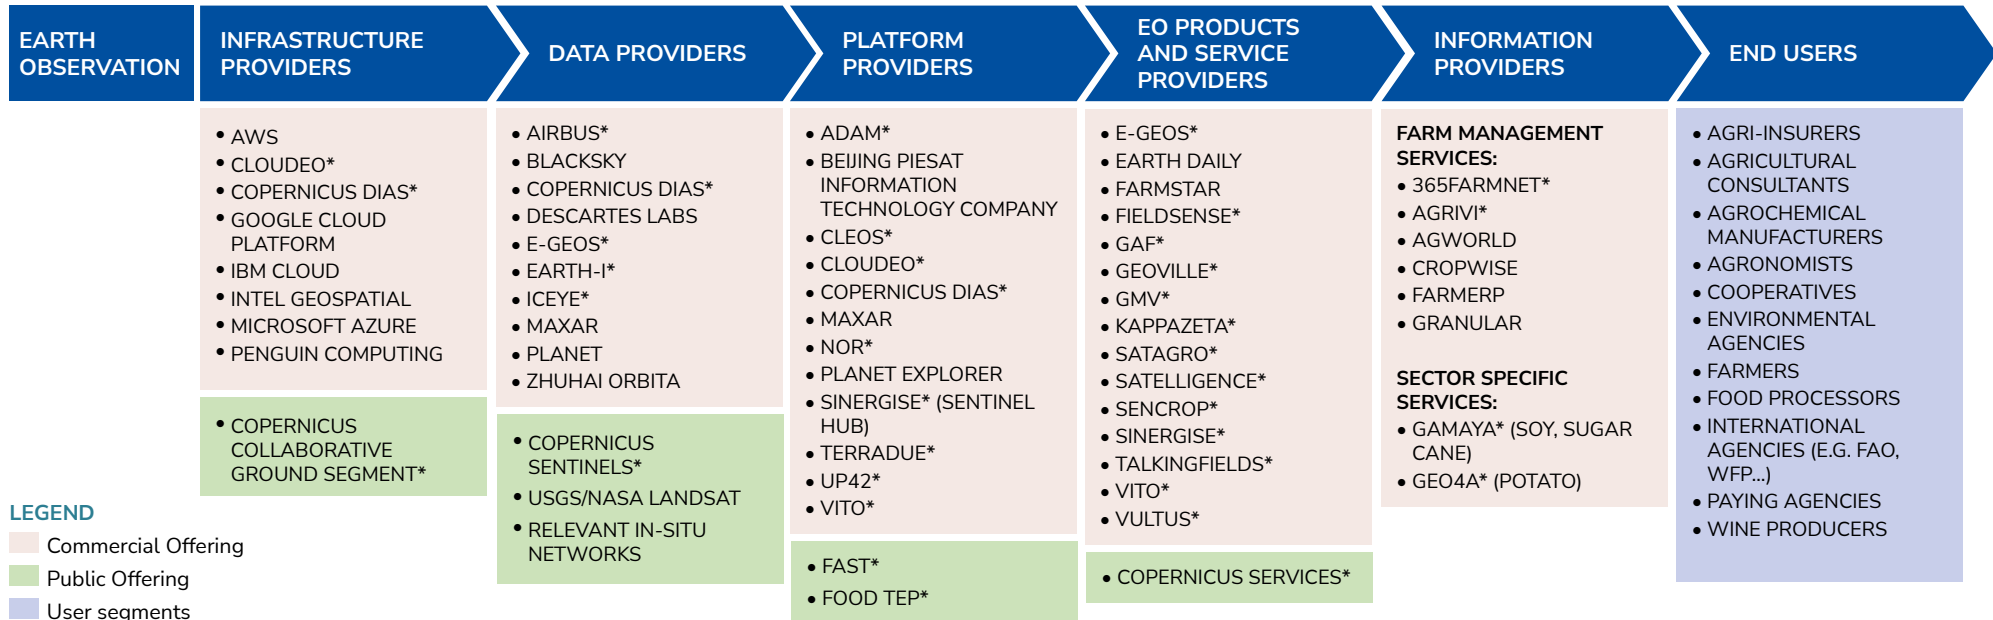 EARTH
OBSERVATION
INFRASTRUCTURE
PROVIDERS
DATA PROVIDERS
PLATFORM
PROVIDERS
EO PRODUCTS
AND SERVICE
PROVIDERS
INFORMATION
PROVIDERS
END USERS
• AWS
• CLOUDEO*
• COPERNICUS DIAS*
• GOOGLE CLOUD
PLATFORM
• IBM CLOUD
• INTEL GEOSPATIAL
• MICROSOFT AZURE
• PENGUIN COMPUTING
• COPERNICUS
COLLABORATIVE
GROUND SEGMENT*
• AIRBUS*
• BLACKSKY
• COPERNICUS DIAS*
• DESCARTES LABS
• E-GEOS*
• EARTH-I*
• ICEYE*
• MAXAR
• PLANET
• ZHUHAI ORBITA
• COPERNICUS
SENTINELS*
• USGS/NASA LANDSAT
• RELEVANT IN-SITU
NETWORKS
• ADAM*
• BEIJING PIESAT
INFORMATION
TECHNOLOGY COMPANY
• CLEOS*
• CLOUDEO*
• COPERNICUS DIAS*
• MAXAR
• NOR*
• PLANET EXPLORER
• SINERGISE* (SENTINEL
HUB)
• TERRADUE*
• UP42*
• VITO*
• FAST*
• FOOD TEP*
• E-GEOS*
• EARTH DAILY
• FARMSTAR
• FIELDSENSE*
• GAF*
• GEOVILLE*
• GMV*
• KAPPAZETA*
• SATAGRO*
• SATELLIGENCE*
• SENCROP*
• SINERGISE*
• TALKINGFIELDS*
• VITO*
• VULTUS*
• COPERNICUS SERVICES*
FARM MANAGEMENT
SERVICES:
• 365FARMNET*
• AGRIVI*
• AGWORLD
• CROPWISE
• FARMERP
• GRANULAR
SECTOR SPECIFIC
SERVICES:
• GAMAYA* (SOY, SUGAR
CANE)
• GEO4A* (POTATO)
• AGRI-INSURERS
• AGRICULTURAL
CONSULTANTS
• AGROCHEMICAL
MANUFACTURERS
• AGRONOMISTS
• COOPERATIVES
• ENVIRONMENTAL
AGENCIES
• FARMERS
• FOOD PROCESSORS
• INTERNATIONAL
AGENCIES (E.G. FAO,
WFP...)
• PAYING AGENCIES
• WINE PRODUCERS
LEGEND
Commercial Offering
Public Offering
User segments